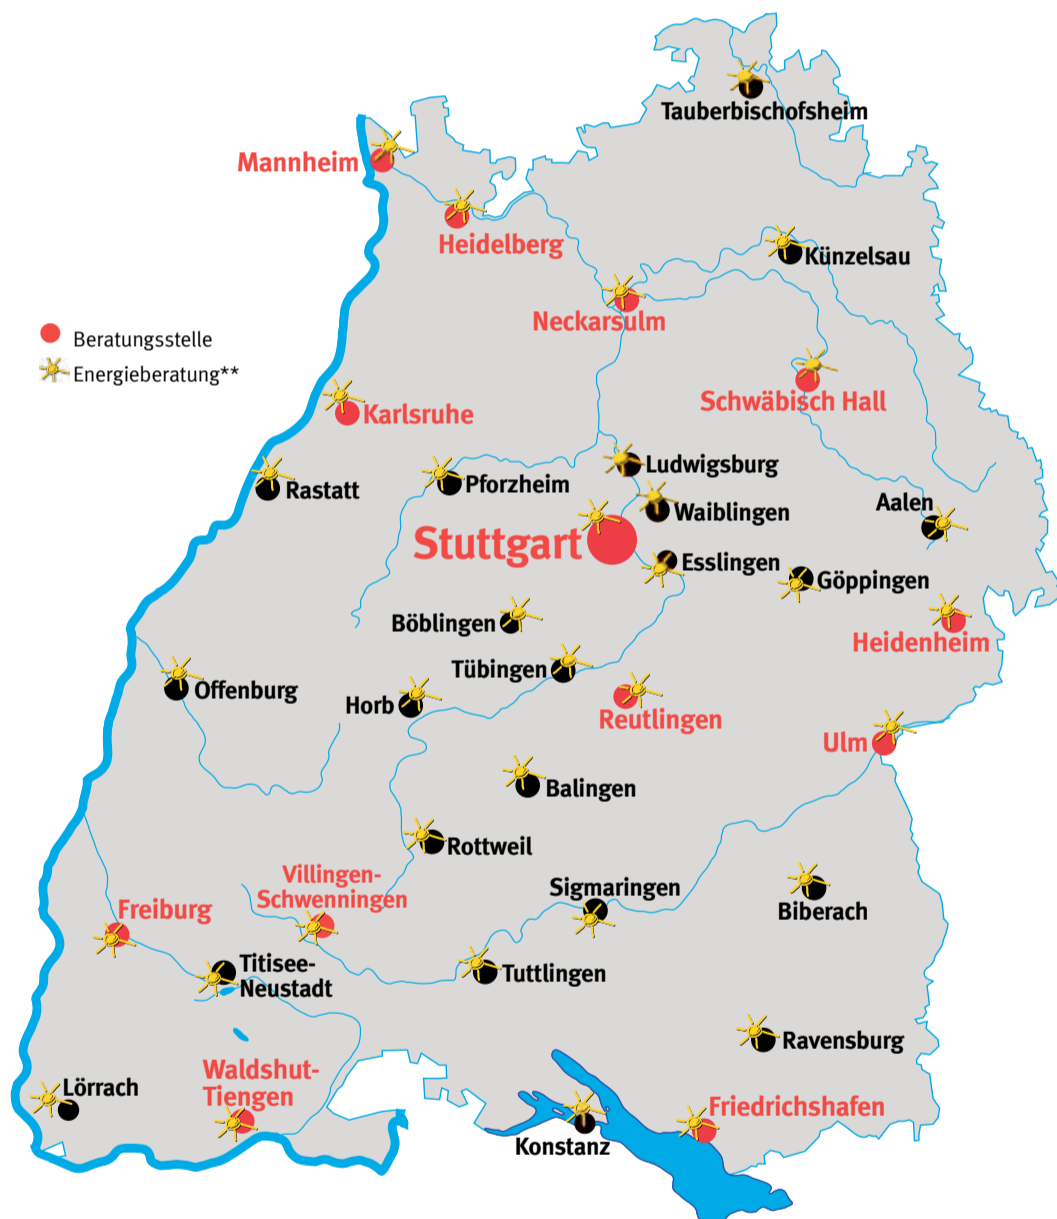 Tauberbischofsheim
Mannheim
Heidelberg
Künzelsau
Neckarsulm
Beratungsstelle
Energieberatung**
Schwäbisch Hall
Karlsruhe
Ludwigsburg
Pforzheim
Rastatt
Aalen
Waiblingen
Stuttgart
Esslingen
Göppingen
Böblingen
Heidenheim
Tübingen
Offenburg
Horb
Reutlingen
Ulm
Balingen
Rottweil
Villingen-
Schwenningen
Sigmaringen
Biberach
Freiburg
Titisee-
Neustadt
Tuttlingen
Ravensburg
Waldshut-
Tiengen
Lörrach
Friedrichshafen
Konstanz